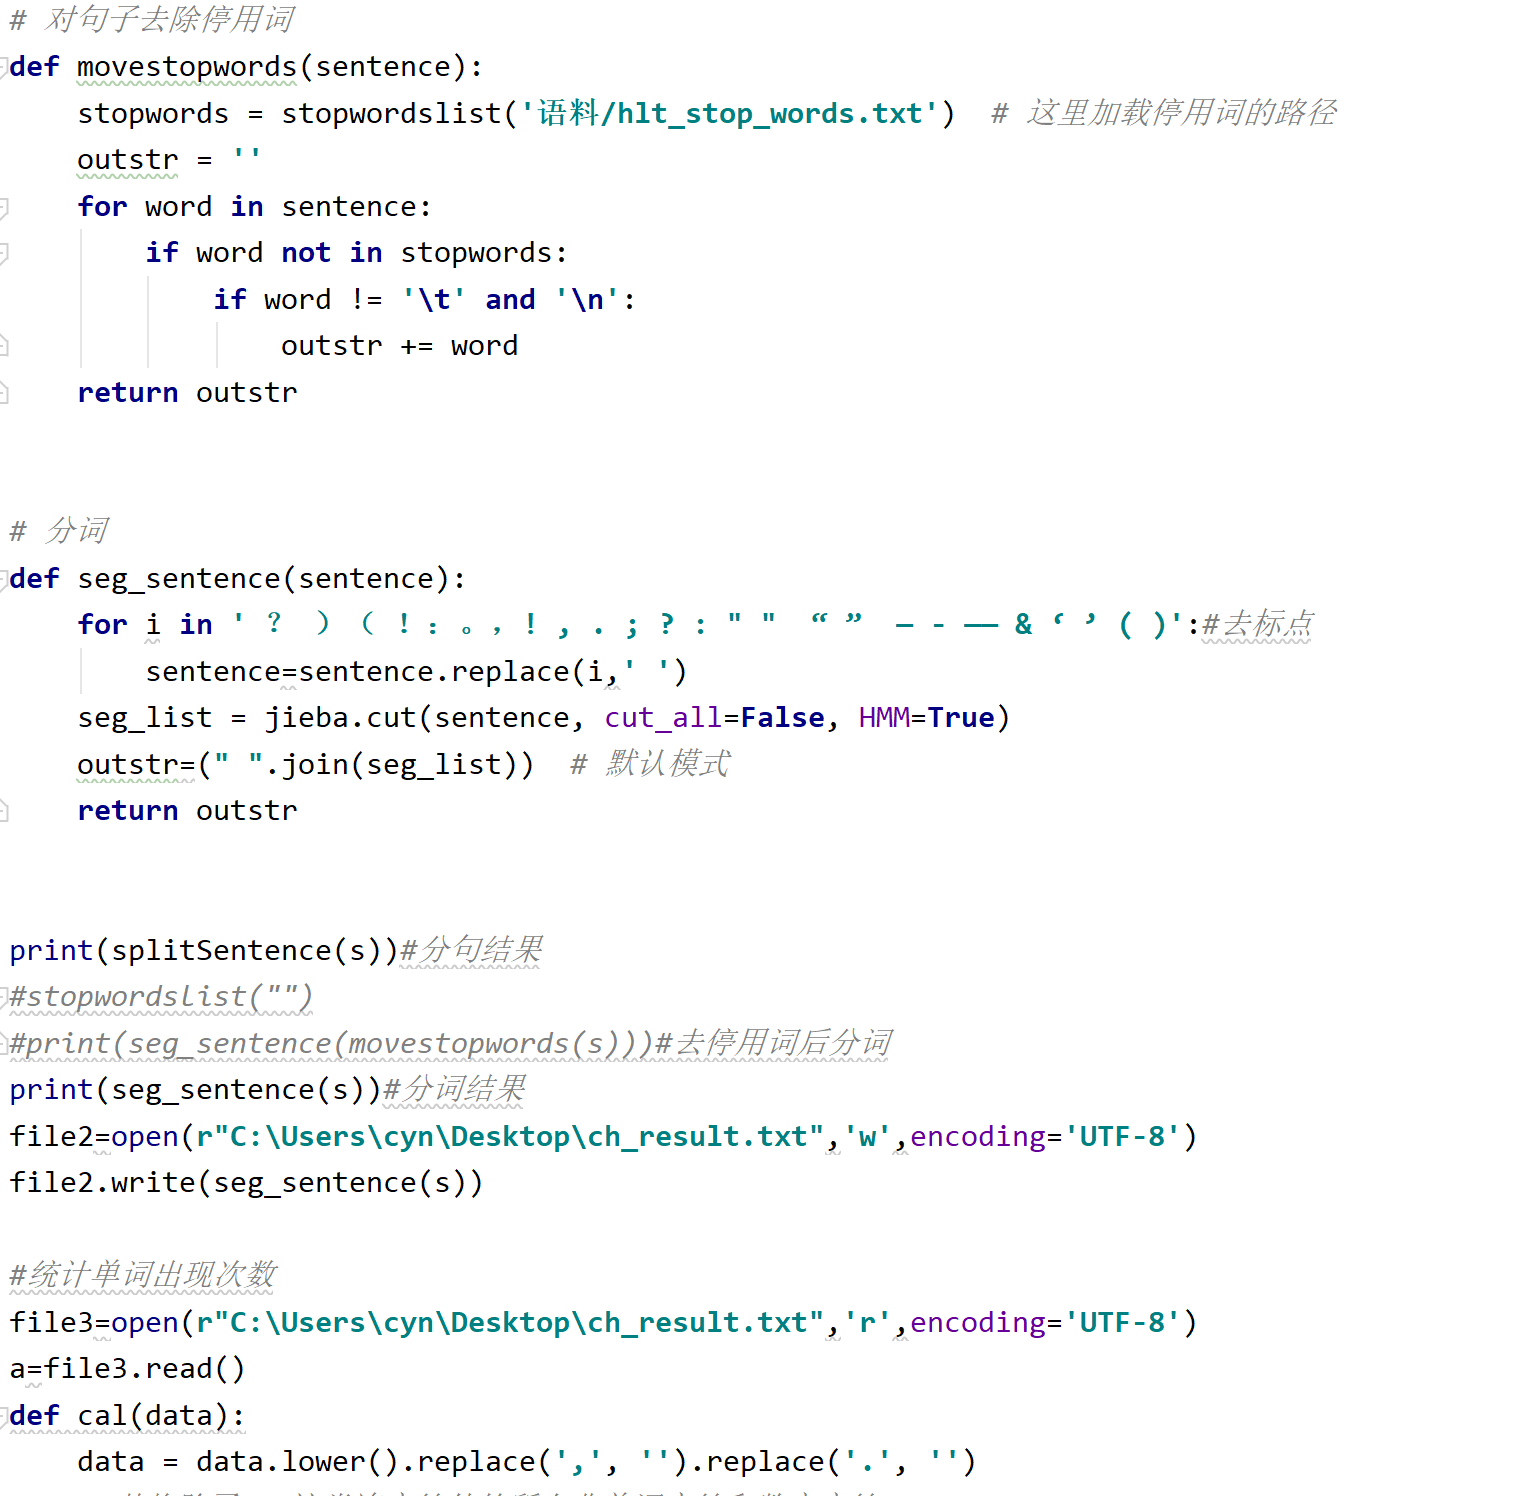 # 对句子去除停用词
def movestopwords(sentence):
    stopwords = stopwordslist('语料/hlt_stop_words.txt')  # 这里加载停用词的路径
    outstr = ''
    for word in sentence:
        if word not in stopwords:
            if word != '\t' and '\n':
                outstr += word
    return outstr
# 分词
def seg_sentence(sentence):
    for i in ' ？ ） （ ！：。，! , . ; ? : " " “ ” — - —— & ‘ ’ ( )':#去标点
        sentence=sentence.replace(i,' ')
    seg_list = jieba.cut(sentence, cut_all=False, HMM=True)
    outstr=(" ".join(seg_list))  # 默认模式
    return outstr
print(splitSentence(s))#分句结果
#stopwordslist("")
#print(seg_sentence(movestopwords(s)))#去停用词后分词
print(seg_sentence(s))#分词结果
file2=open(r"C:\Users\cyn\Desktop\ch_result.txt",'w',encoding='UTF-8')
file2.write(seg_sentence(s))
#统计单词出现次数
file3=open(r"C:\Users\cyn\Desktop\ch_result.txt",'r',encoding='UTF-8')
a=file3.read()
def cal(data):
    data = data.lower().replace(',', '').replace('.', '')